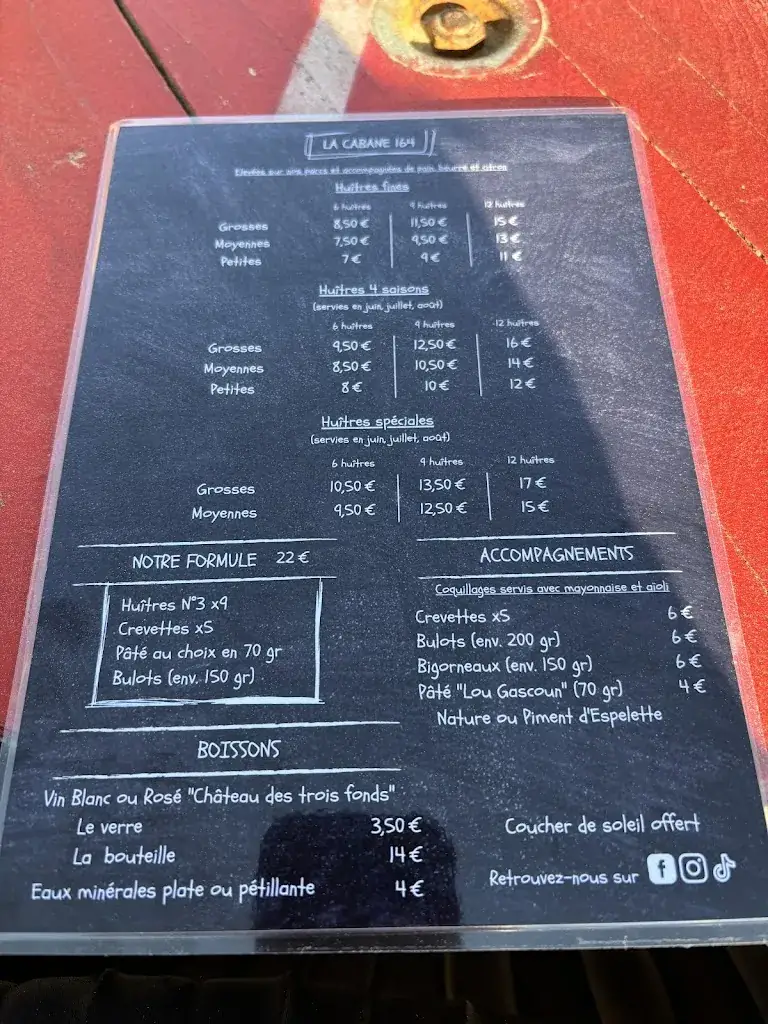 LA CABANE 164
Elevées sur nos parcs et accompagnées de pain, beurre et citron
Huîtres fines
6 huîtres 9 huîtres 12 huîtres
Grosses 8,50 € 11,50 € 15 €
Moyennes 7,50 € 9,50 € 13 €
Petites 7 € 9 € 11 €
Huîtres 4 saisons
(servies en juin, juillet, août)
6 huîtres 9 huîtres 12 huîtres
Grosses 9,50 € 12,50 € 16 €
Moyennes 8,50 € 10,50 € 14 €
Petites 8 € 10 € 12 €
Huîtres spéciales
(servies en juin, juillet, août)
6 huîtres 9 huîtres 12 huîtres
Grosses 10,50 € 13,50 € 17 €
Moyennes 9,50 € 12,50 € 15 €
NOTRE FORMULE 22 €
Huîtres N°3 x9
Crevettes x5
Pâté au choix en 70 gr
Bulots (env. 150 gr)
ACCOMPAGNEMENTS
Coquillages servis avec mayonnaise et aïoli
Crevettes x5 6 €
Bulots (env. 200 gr) 6 €
Bigorneaux (env. 150 gr) 6 €
Pâté "Lou Gascoun" (70 gr) 4 €
Nature ou Piment d'Espelette
BOISSONS
Vin Blanc ou Rosé "Château des trois fonds"
Le verre 3,50 €
La bouteille 14 €
Eaux minérales plate ou pétillante 4 €
Coucher de soleil offert
Retrouvez-nous sur